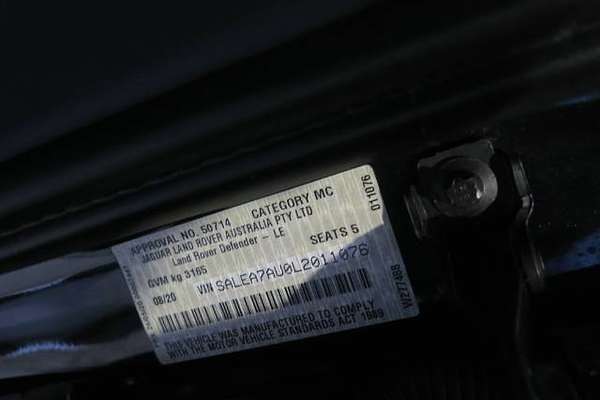 APPROVAL NO. 50714 CATEGORY MC
JAGUAR LAND ROVER AUSTRALIA PTY LTD
Land Rover Defender - LE
GVM kg 3165 SEATS 5
08/20 VIN SALEA7AU0L2011076
THIS VEHICLE WAS MANUFACTURED TO COMPLY
WITH THE MOTOR VEHICLE STANDARDS ACT 1989
011076